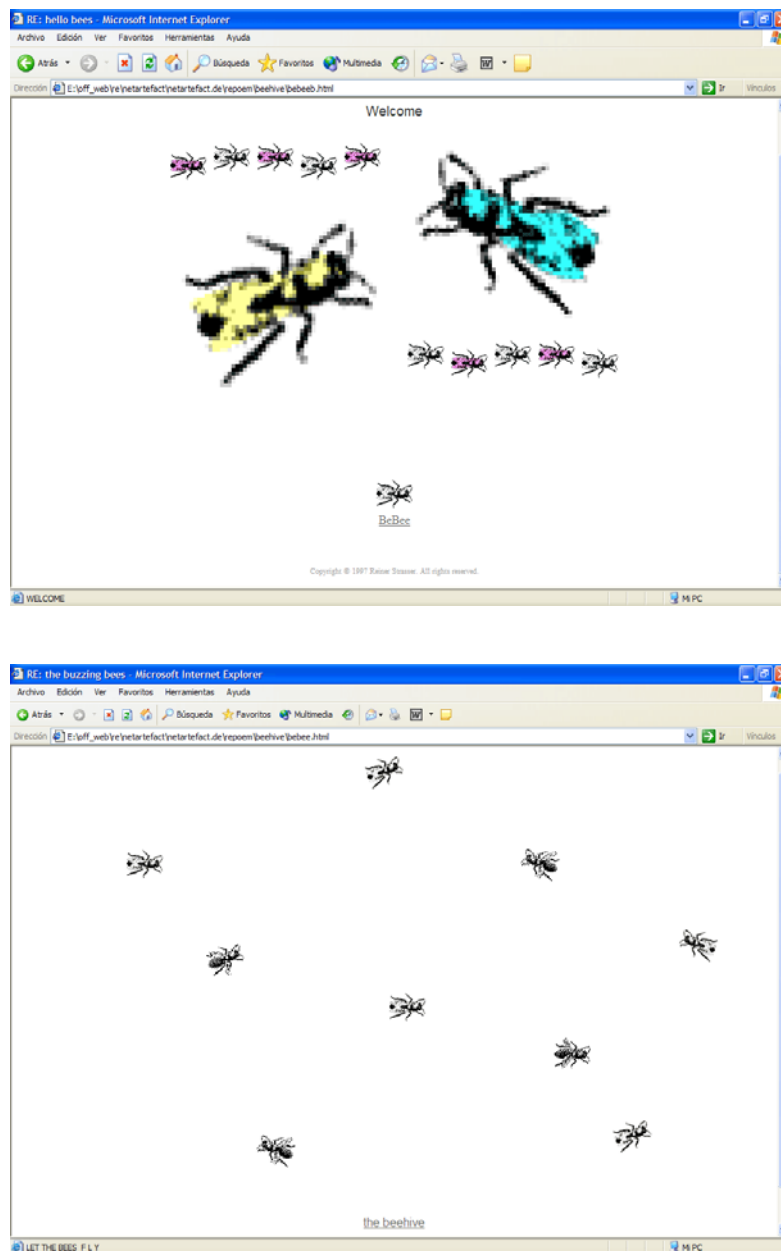 RE: hello bees - Microsoft Internet Explorer
Archivo Edición Ver Favoritos Herramientas Ayuda
Atrás Búsqueda Favoritos Multimedia
Dirección E:\off_web\re\netartefact\netartefact.de\repoem\beehive\bebeeb.html Ir Vínculos
Welcome
BeBee
Copyright © 1997 Reiner Strasser. All rights reserved.
WELCOME Mi PC
RE: the buzzing bees - Microsoft Internet Explorer
Archivo Edición Ver Favoritos Herramientas Ayuda
Atrás Búsqueda Favoritos Multimedia
Dirección E:\off_web\re\netartefact\netartefact.de\repoem\beehive\bebee.html Ir Vínculos
the beehive
LET THE BEES F L Y Mi PC